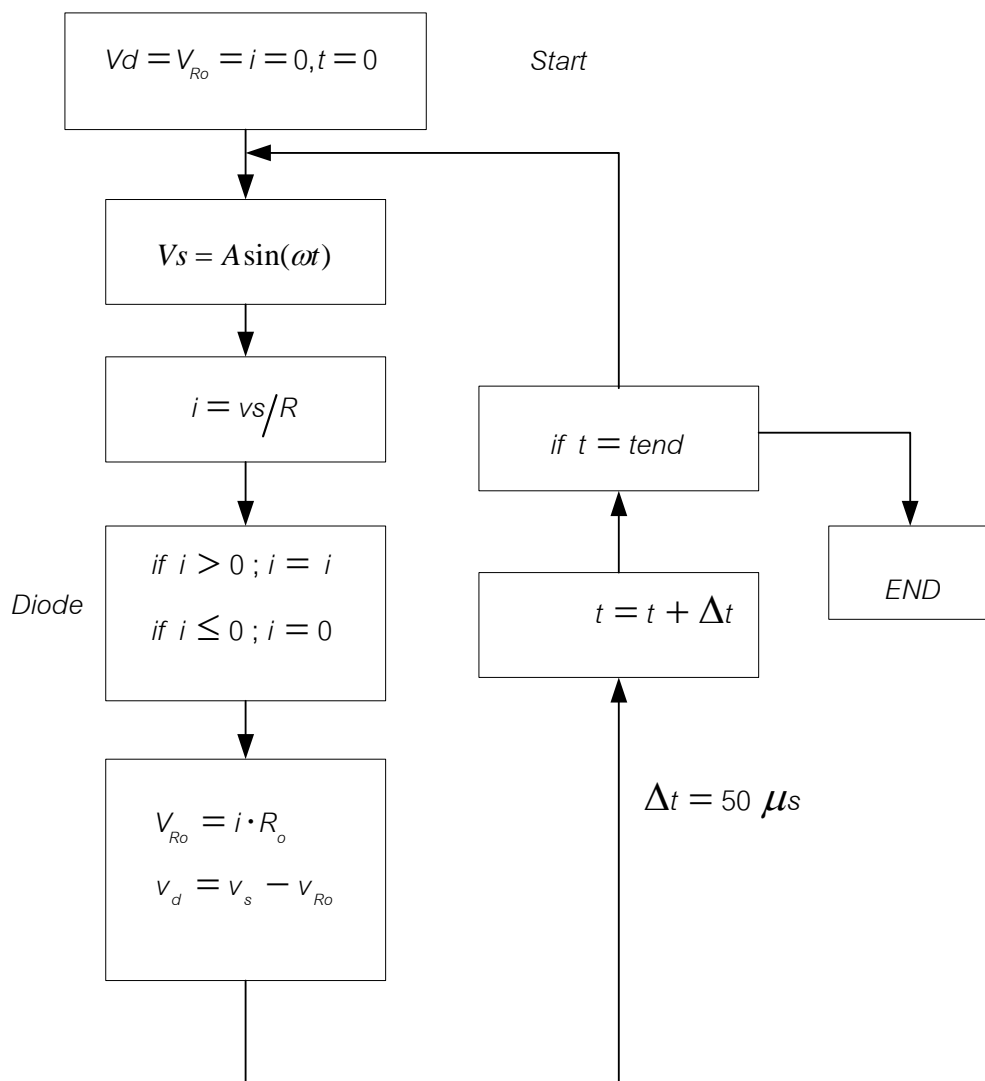 Vd = V_Ro = i = 0, t = 0
Start
Vs = A sin(ωt)
i = vs/R
Diode
if i > 0 ; i = i
if i ≤ 0 ; i = 0
V_Ro = i · R_o
v_d = v_s − v_Ro
Δt = 50 μs
t = t + Δt
if t = tend
END